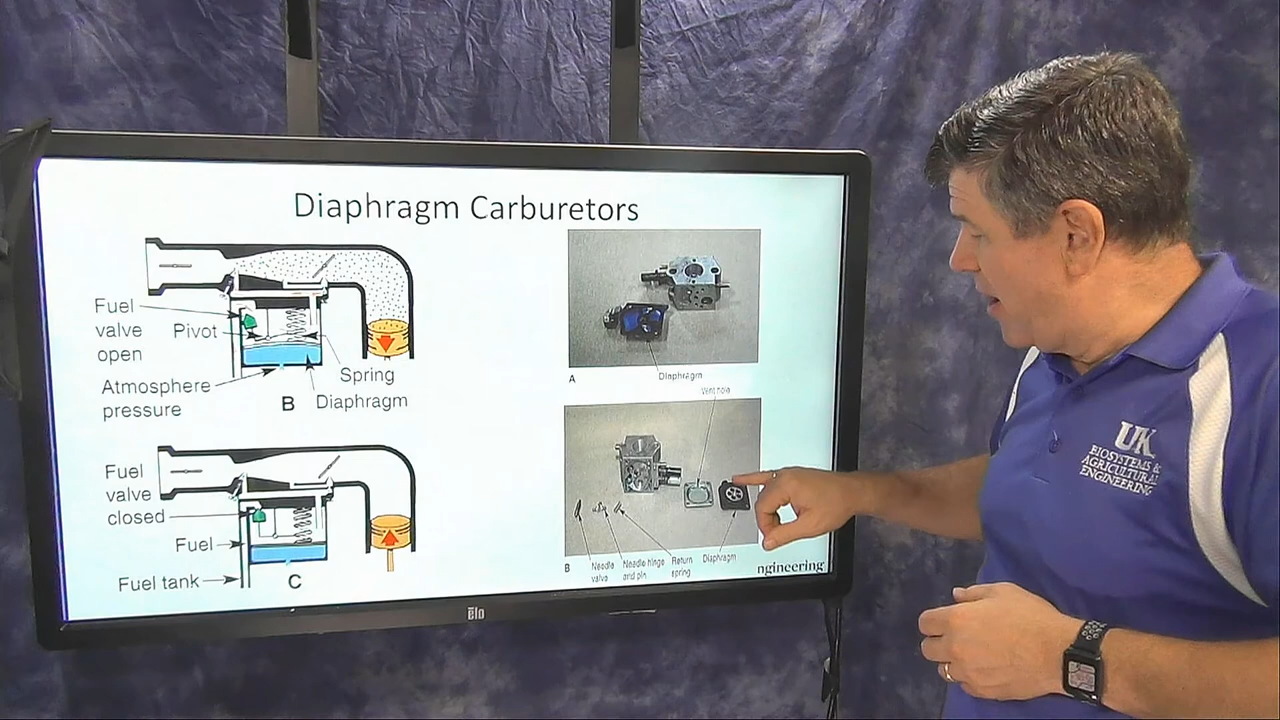 Diaphragm Carburetors
Fuel
valve
open
Pivot
Atmosphere
pressure
B
Spring
Diaphragm
Fuel
valve
closed
Fuel
Fuel tank
C
A
Diaphragm
Vent hole
B
Needle
valve
Needle hinge
and pin
Return
spring
Diaphragm
ngineering
elo
UK
BIOSYSTEMS &
AGRICULTURAL
ENGINEERING